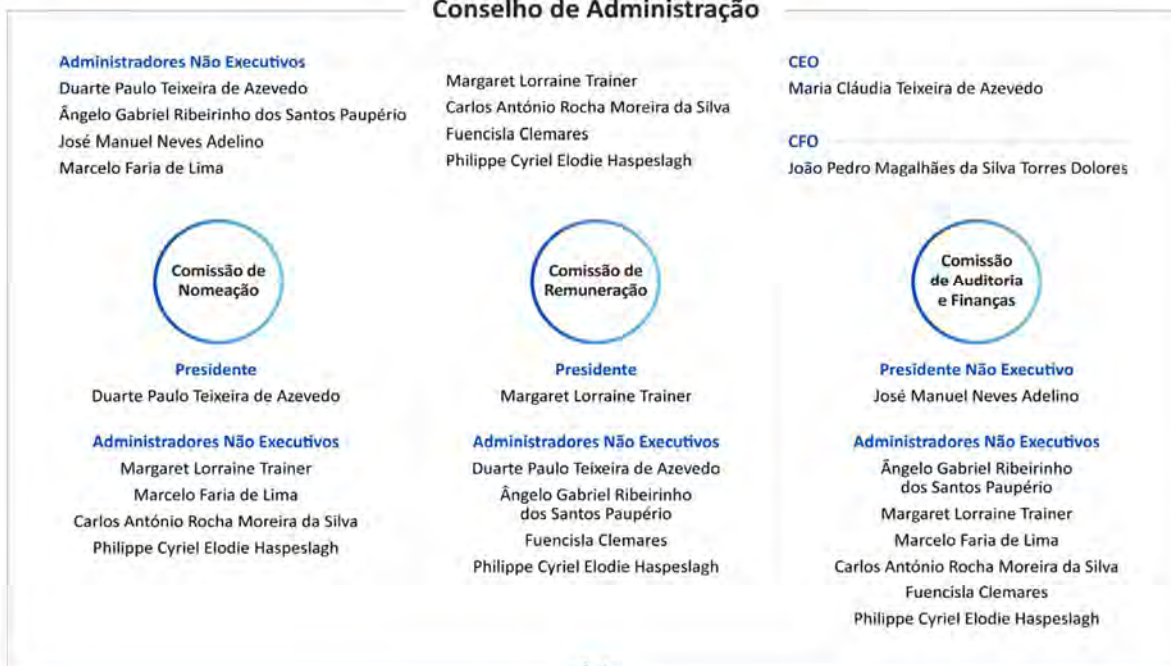 Conselho de Administração
Administradores Não Executivos
Duarte Paulo Teixeira de Azevedo
Ângelo Gabriel Ribeirinho dos Santos Paupério
José Manuel Neves Adelino
Marcelo Faria de Lima
Margaret Lorraine Trainer
Carlos António Rocha Moreira da Silva
Fuencisla Clemares
Philippe Cyriel Elodie Haspeslagh
CEO
Maria Cláudia Teixeira de Azevedo
CFO
João Pedro Magalhães da Silva Torres Dolores
Comissão de
Nomeação
Presidente
Duarte Paulo Teixeira de Azevedo
Administradores Não Executivos
Margaret Lorraine Trainer
Marcelo Faria de Lima
Carlos António Rocha Moreira da Silva
Philippe Cyriel Elodie Haspeslagh
Comissão de
Remuneração
Presidente
Margaret Lorraine Trainer
Administradores Não Executivos
Duarte Paulo Teixeira de Azevedo
Ângelo Gabriel Ribeirinho
dos Santos Paupério
Fuencisla Clemares
Philippe Cyriel Elodie Haspeslagh
Comissão
de Auditoria
e Finanças
Presidente Não Executivo
José Manuel Neves Adelino
Administradores Não Executivos
Ângelo Gabriel Ribeirinho
dos Santos Paupério
Margaret Lorraine Trainer
Marcelo Faria de Lima
Carlos António Rocha Moreira da Silva
Fuencisla Clemares
Philippe Cyriel Elodie Haspeslagh